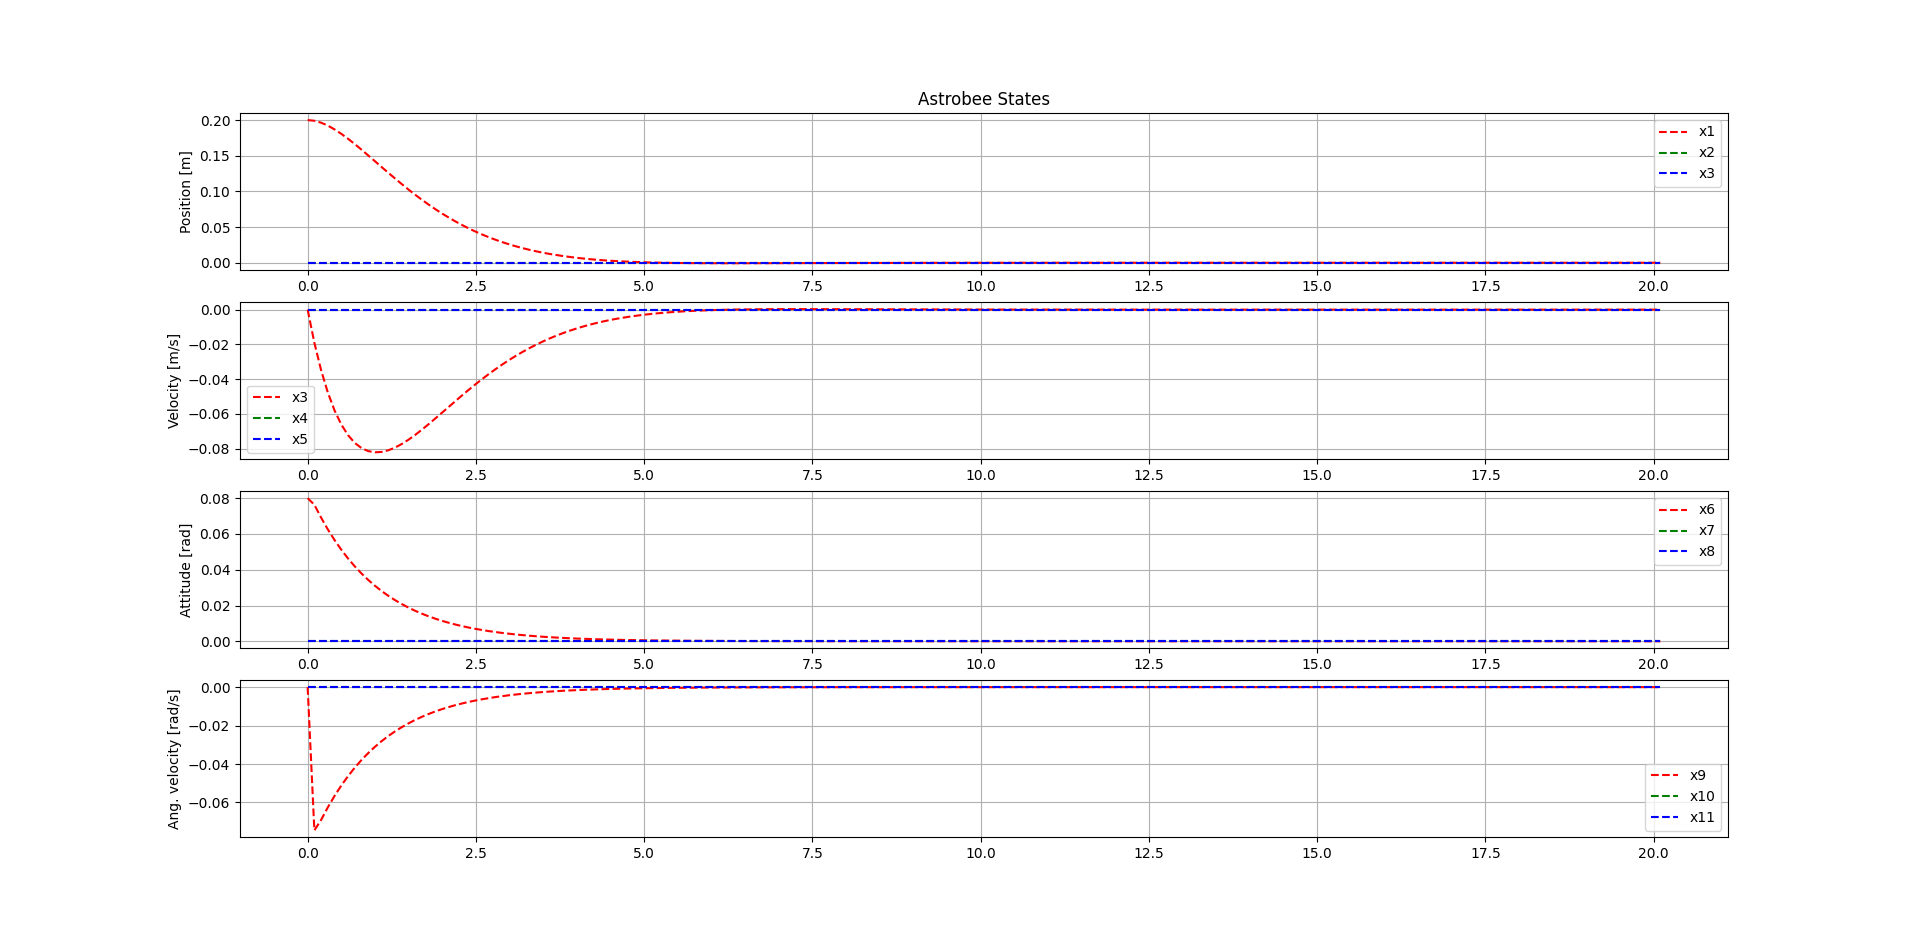 Astrobee States
Position [m]
0.20
0.15
0.10
0.05
0.00
x1
x2
x3
0.0 2.5 5.0 7.5 10.0 12.5 15.0 17.5 20.0
Velocity [m/s]
0.00
−0.02
−0.04
−0.06
−0.08
x3
x4
x5
0.0 2.5 5.0 7.5 10.0 12.5 15.0 17.5 20.0
Attitude [rad]
0.08
0.06
0.04
0.02
0.00
x6
x7
x8
0.0 2.5 5.0 7.5 10.0 12.5 15.0 17.5 20.0
Ang. velocity [rad/s]
0.00
−0.02
−0.04
−0.06
x9
x10
x11
0.0 2.5 5.0 7.5 10.0 12.5 15.0 17.5 20.0